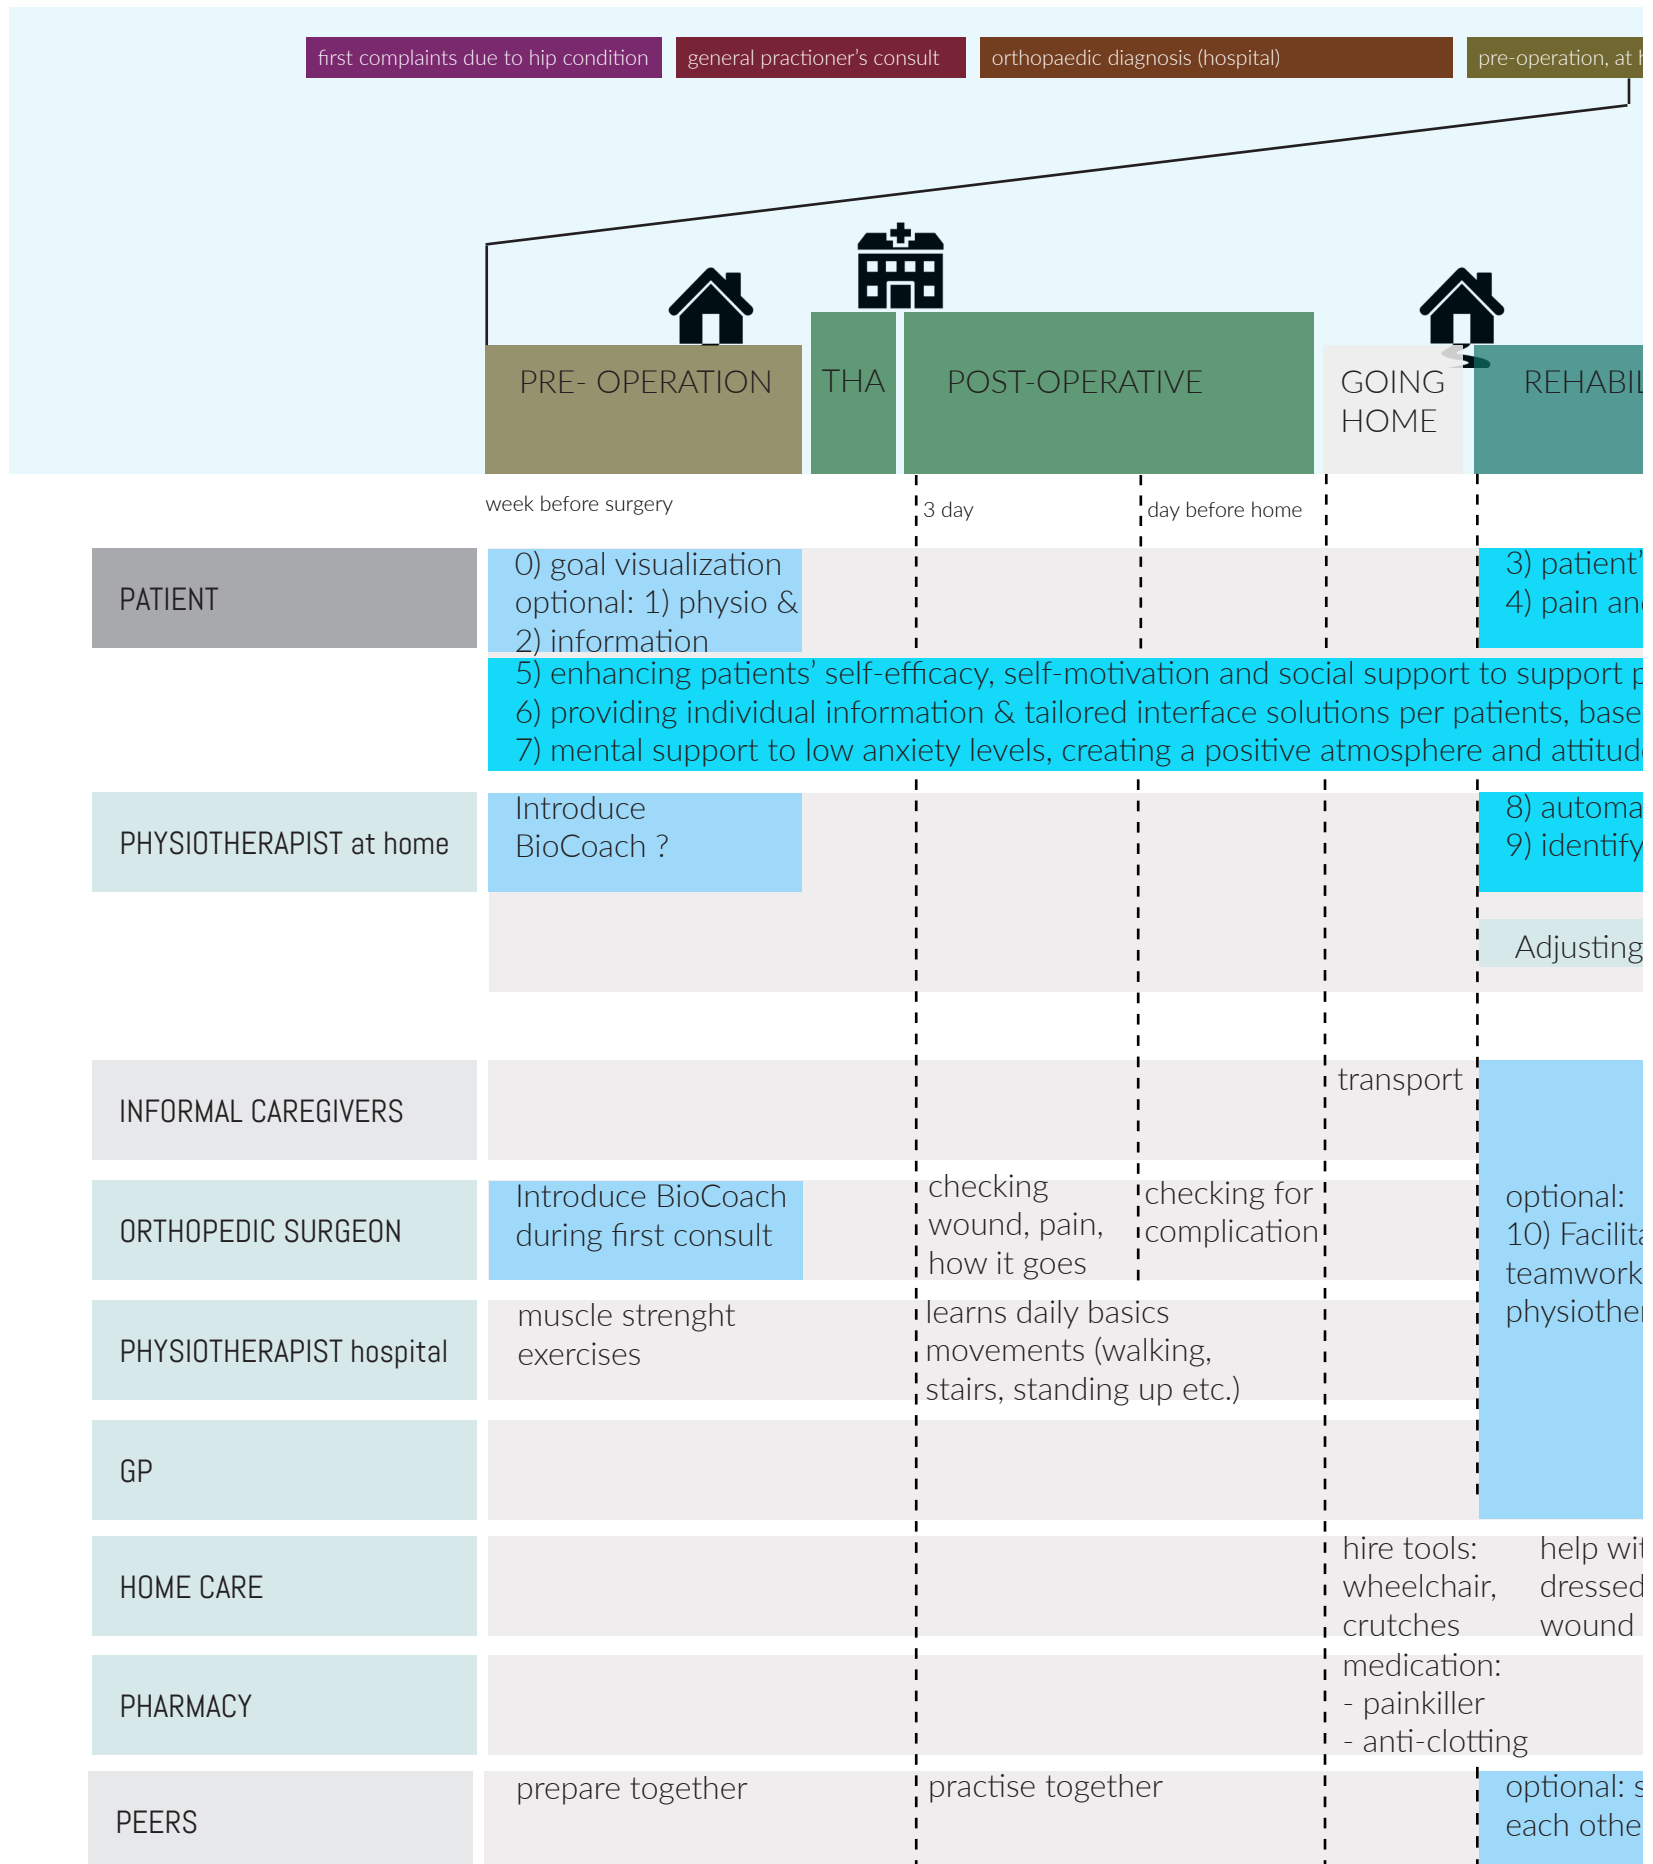 first complaints due to hip condition
general practioner's consult
orthopaedic diagnosis (hospital)
pre-operation, at
PRE- OPERATION
THA
POST-OPERATIVE
GOING
HOME
REHABIL
week before surgery
3 day
day before home
PATIENT
0) goal visualization
optional: 1) physio &
2) information
3) patient'
4) pain an
5) enhancing patients' self-efficacy, self-motivation and social support to support p
6) providing individual information & tailored interface solutions per patients, base
7) mental support to low anxiety levels, creating a positive atmosphere and attitud
PHYSIOTHERAPIST at home
Introduce
BioCoach ?
8) automa
9) identify
Adjusting
INFORMAL CAREGIVERS
transport
ORTHOPEDIC SURGEON
Introduce BioCoach
during first consult
checking
wound, pain,
how it goes
checking for
complication
optional:
10) Facilita
teamwork
physiother
PHYSIOTHERAPIST hospital
muscle strenght
exercises
learns daily basics
movements (walking,
stairs, standing up etc.)
GP
HOME CARE
hire tools:
wheelchair,
crutches
help wit
dressed
wound
PHARMACY
medication:
- painkiller
- anti-clotting
PEERS
prepare together
practise together
optional: s
each othe